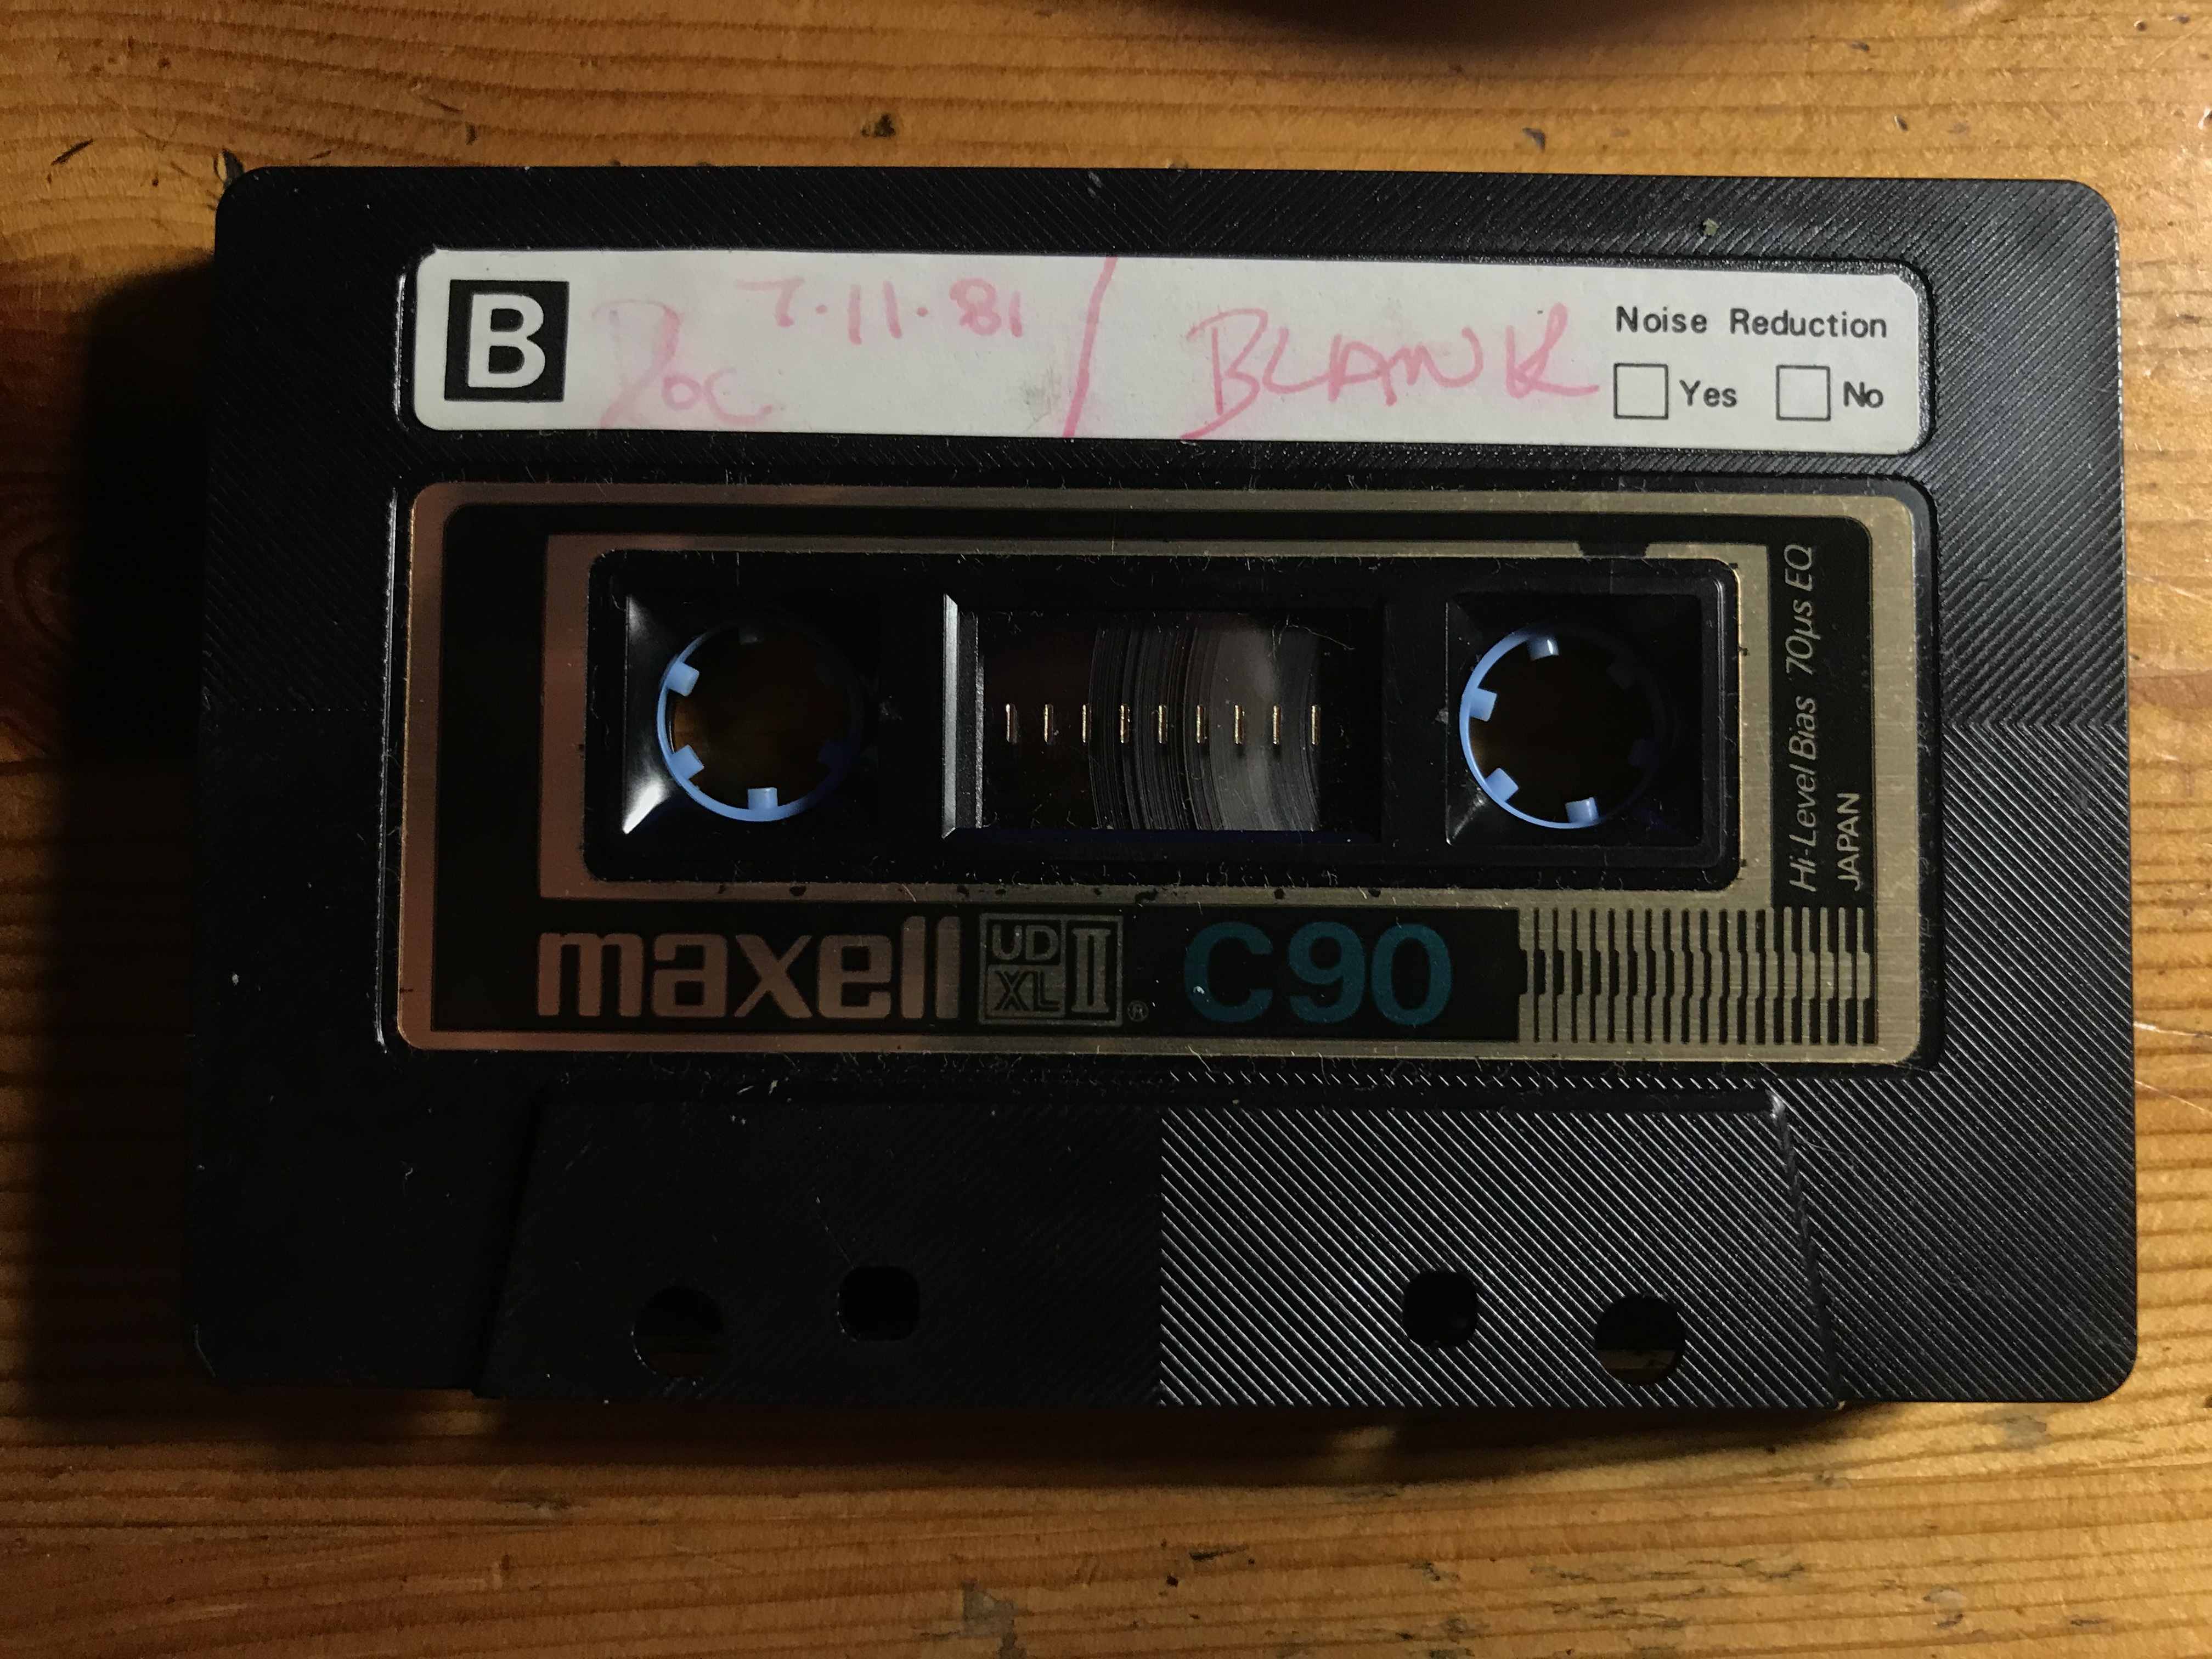 B 7.11.81 / BLANK
Doc
Noise Reduction
Yes No
Hi-Level Bias 70µs EQ
JAPAN
maxell UD XL II ® C90